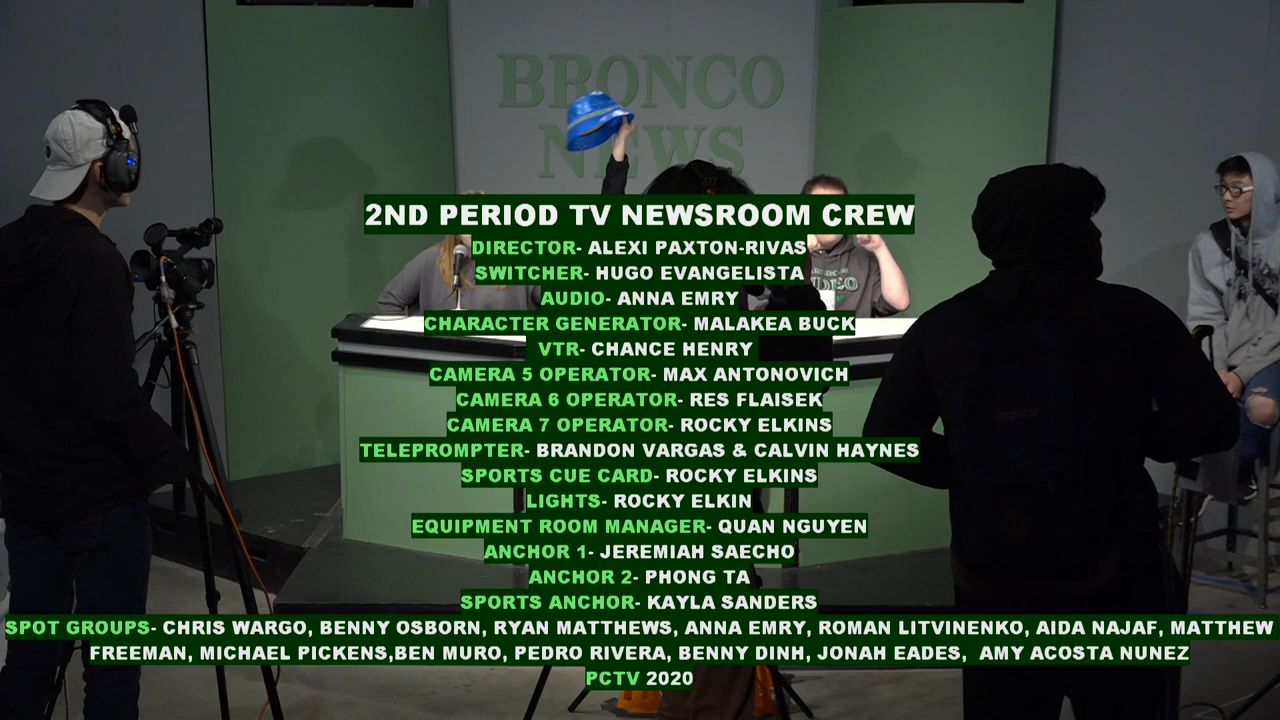 BRONCO
NEWS
2ND PERIOD TV NEWSROOM CREW
DIRECTOR- ALEXI PAXTON-RIVAS
SWITCHER- HUGO EVANGELISTA
AUDIO- ANNA EMRY
CHARACTER GENERATOR- MALAKEA BUCK
VTR- CHANCE HENRY
CAMERA 5 OPERATOR- MAX ANTONOVICH
CAMERA 6 OPERATOR- RES FLAISEK
CAMERA 7 OPERATOR- ROCKY ELKINS
TELEPROMPTER- BRANDON VARGAS & CALVIN HAYNES
SPORTS CUE CARD- ROCKY ELKINS
LIGHTS- ROCKY ELKIN
EQUIPMENT ROOM MANAGER- QUAN NGUYEN
ANCHOR 1- JEREMIAH SAECHO
ANCHOR 2- PHONG TA
SPORTS ANCHOR- KAYLA SANDERS
SPOT GROUPS- CHRIS WARGO, BENNY OSBORN, RYAN MATTHEWS, ANNA EMRY, ROMAN LITVINENKO, AIDA NAJAF, MATTHEW
FREEMAN, MICHAEL PICKENS,BEN MURO, PEDRO RIVERA, BENNY DINH, JONAH EADES, AMY ACOSTA NUNEZ
PCTV 2020